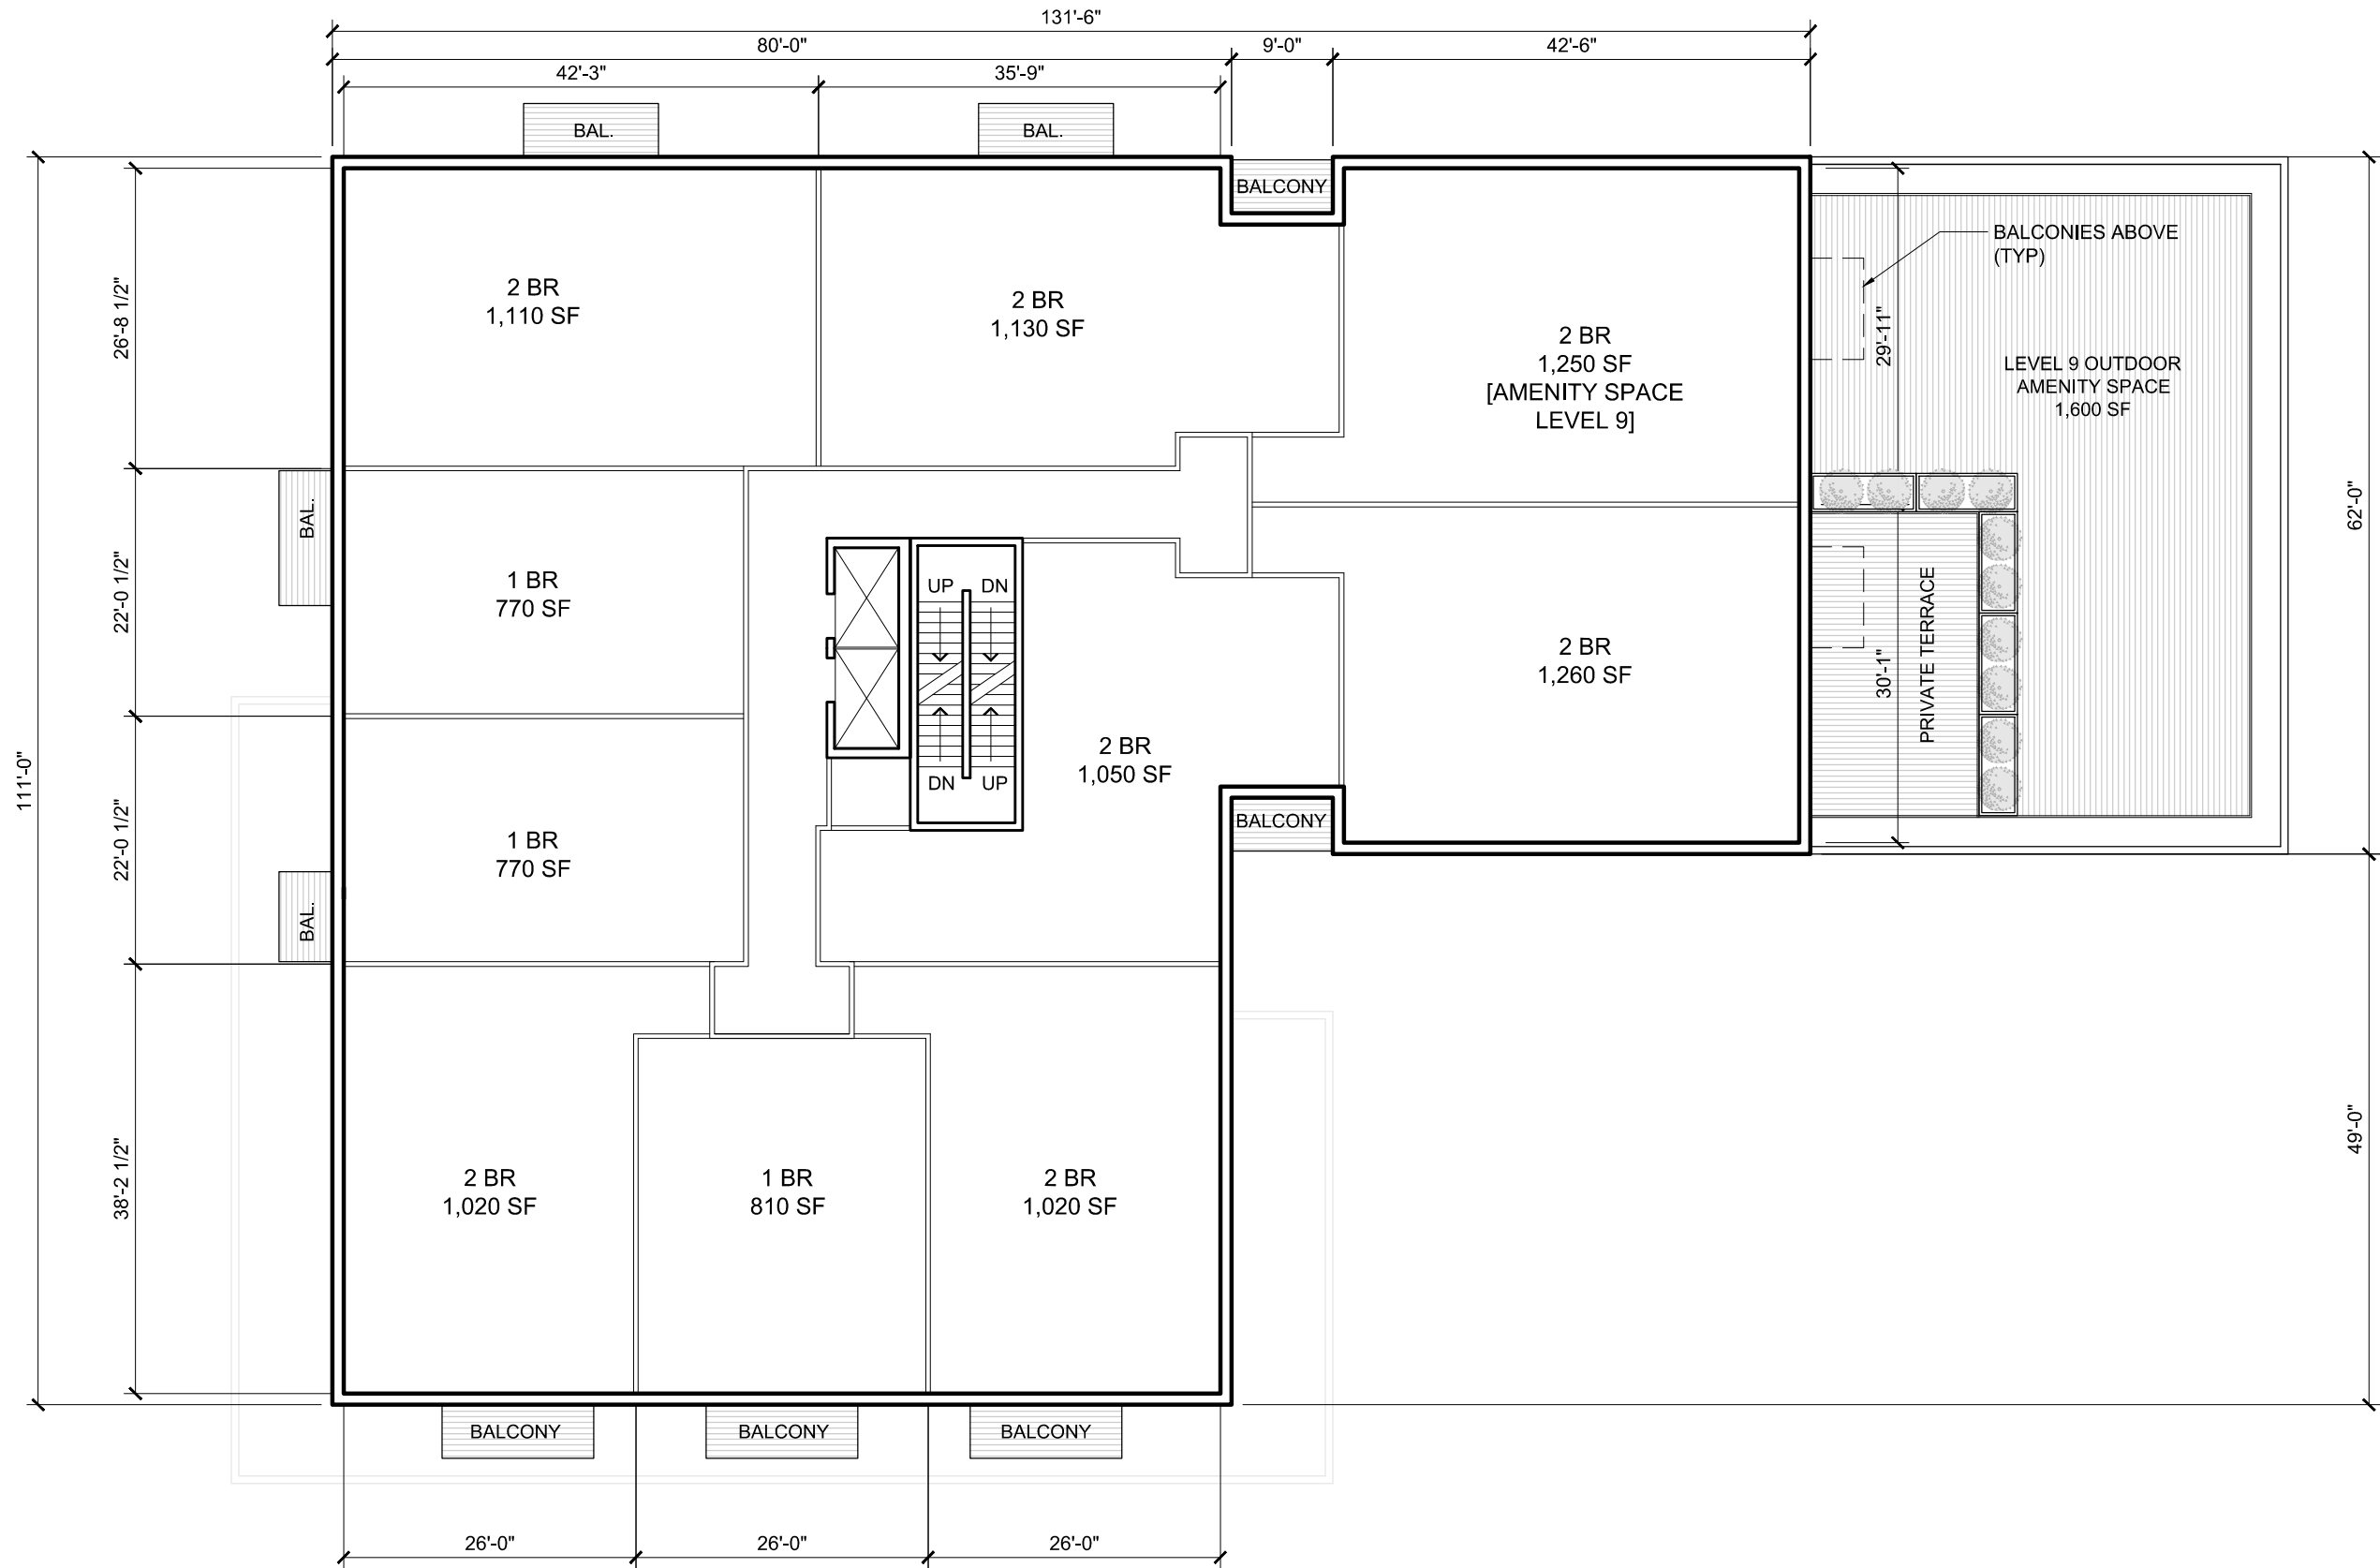 131'-6"
80'-0"
9'-0"
42'-6"
42'-3"
35'-9"
BAL.
BAL.
BALCONY
BALCONIES ABOVE
(TYP)
26'-8 1/2"
2 BR
1,110 SF
2 BR
1,130 SF
2 BR
1,250 SF
[AMENITY SPACE
LEVEL 9]
29'-11"
LEVEL 9 OUTDOOR
AMENITY SPACE
1,600 SF
62'-0"
BAL.
22'-0 1/2"
1 BR
770 SF
UP
DN
2 BR
1,260 SF
30'-1"
PRIVATE TERRACE
111'-0"
2 BR
1,050 SF
DN
UP
BALCONY
22'-0 1/2"
1 BR
770 SF
BAL.
38'-2 1/2"
2 BR
1,020 SF
1 BR
810 SF
2 BR
1,020 SF
49'-0"
BALCONY
BALCONY
BALCONY
26'-0"
26'-0"
26'-0"